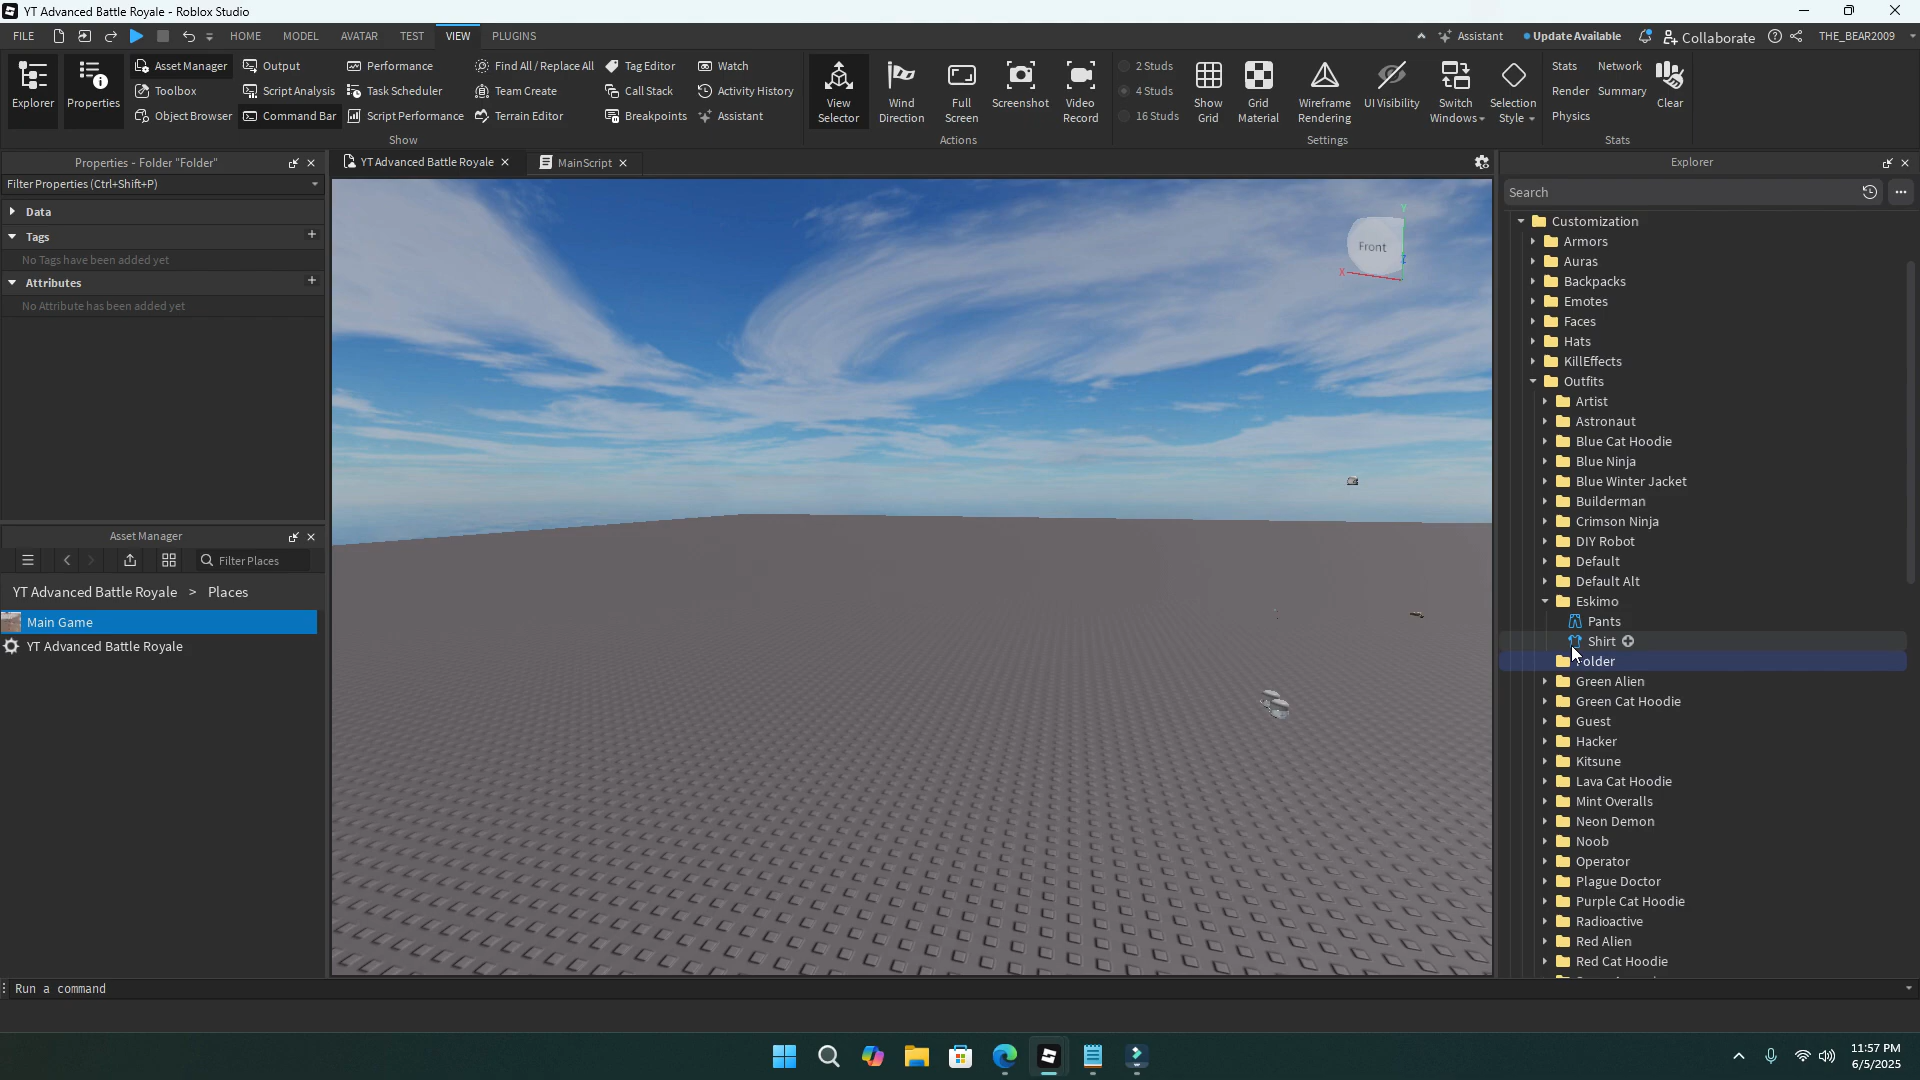 YT Advanced Battle Royale - Roblox Studio
FILE HOME MODEL AVATAR TEST VIEW PLUGINS Assistant Update Available Collaborate THE_BEAR2009
Explorer
Properties
Asset Manager
Toolbox
Object Browser
Output
Script Analysis
Command Bar
Performance
Task Scheduler
Script Performance
Find All / Replace All
Team Create
Terrain Editor
Tag Editor
Call Stack
Breakpoints
Watch
Activity History
Assistant
Show
View
Selector
Wind
Direction
Full
Screen
Screenshot
Video
Record
Actions
2 Studs
4 Studs
16 Studs
Show
Grid
Grid
Material
Wireframe
Rendering
UI Visibility
Switch
Windows
Selection
Style
Settings
Stats
Network
Render
Summary
Physics
Clear
Stats
Properties - Folder "Folder"
Filter Properties (Ctrl+Shift+P)
Data
Tags
No Tags have been added yet
Attributes
No Attribute has been added yet
Asset Manager
Filter Places
YT Advanced Battle Royale > Places
Main Game
YT Advanced Battle Royale
YT Advanced Battle Royale
MainScript
Y
Front
X
Z
Explorer
Search
Customization
Armors
Auras
Backpacks
Emotes
Faces
Hats
KillEffects
Outfits
Artist
Astronaut
Blue Cat Hoodie
Blue Ninja
Blue Winter Jacket
Builderman
Crimson Ninja
DIY Robot
Default
Default Alt
Eskimo
Pants
Shirt
Folder
Green Alien
Green Cat Hoodie
Guest
Hacker
Kitsune
Lava Cat Hoodie
Mint Overalls
Neon Demon
Noob
Operator
Plague Doctor
Purple Cat Hoodie
Radioactive
Red Alien
Red Cat Hoodie
Run a command
11:57 PM
6/5/2025